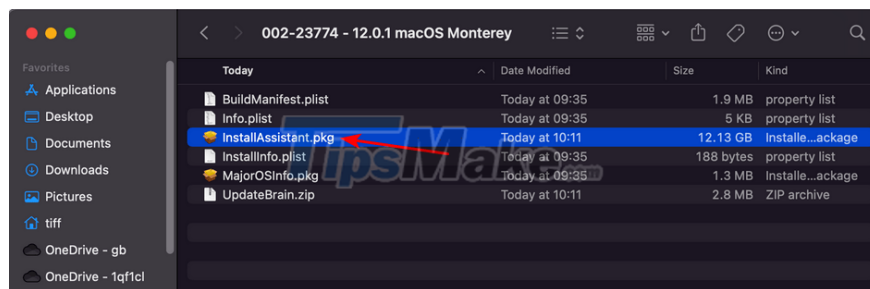 002-23774 - 12.0.1 macOS Monterey
Favorites
Applications
Desktop
Documents
Downloads
Pictures
tiff
OneDrive - gb
OneDrive - 1qf1cl
Today Date Modified Size Kind
BuildManifest.plist Today at 09:35 1.9 MB property list
Info.plist Today at 09:35 5 KB property list
InstallAssistant.pkg Today at 10:11 12.13 GB Installe...ackage
InstallInfo.plist Today at 09:35 188 bytes property list
MajorOSInfo.pkg Today at 09:35 1.3 MB Installe...ackage
UpdateBrain.zip Today at 10:11 2.8 MB ZIP archive
TipsMake.com